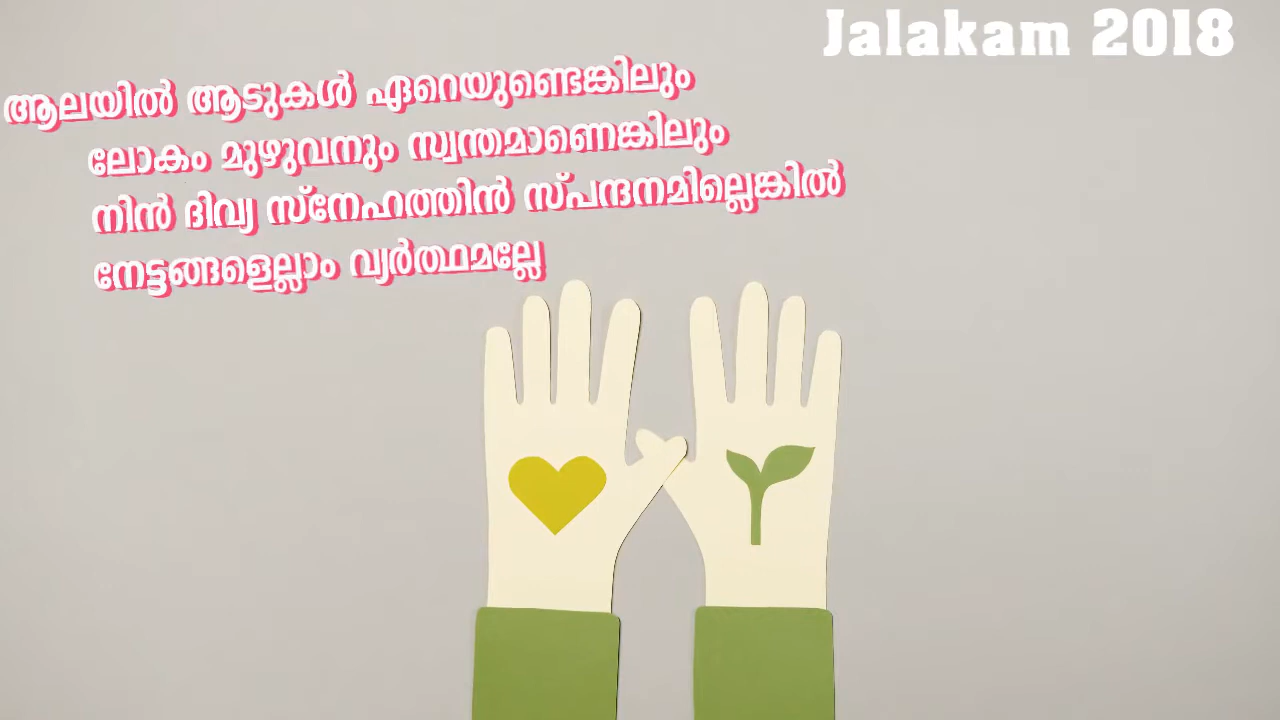 Jalakam 2018
ആലയിൽ ആടുകൾ ഏറെയുണ്ടെങ്കിലും
ലോകം മുഴുവനും സ്വന്തമാണെങ്കിലും
നിൻ ദിവ്യ സ്നേഹത്തിൻ സ്പന്ദനമില്ലെങ്കിൽ
നേട്ടങ്ങളെല്ലാം വ്യർത്ഥമല്ലേ